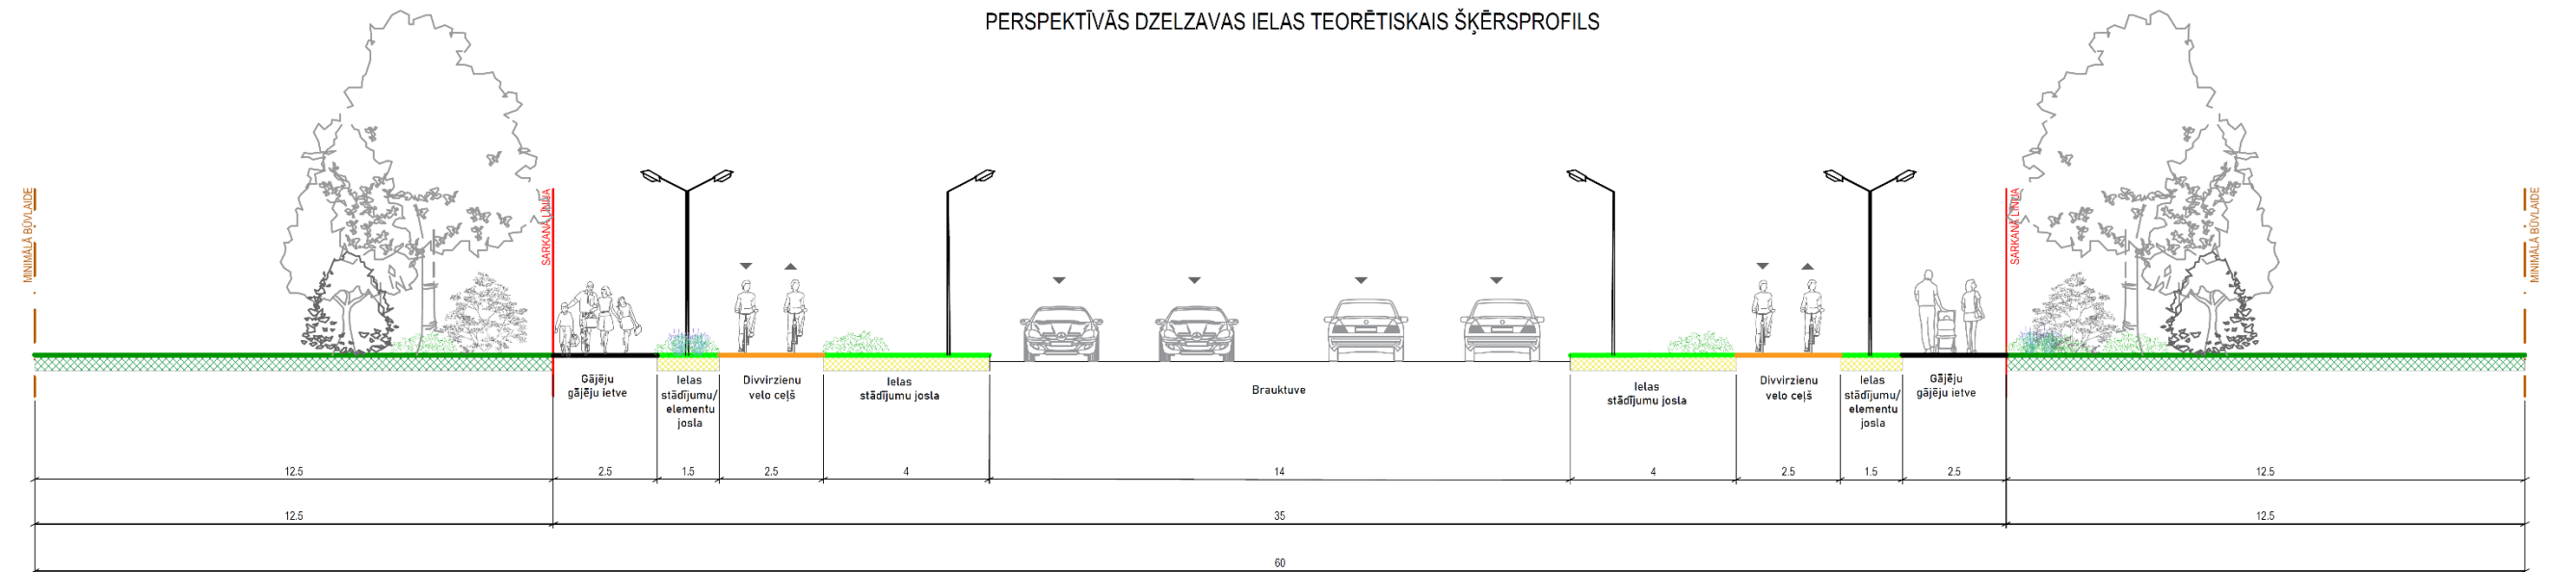 PERSPEKTĪVĀS DZELZAVAS IELAS TEORĒTISKAIS ŠĶĒRSPROFILS
MINIMĀLĀ BŪVLAIDE
SARKANĀ LĪNIJA
SARKANĀ LĪNIJA
MINIMĀLĀ BŪVLAIDE
Gājēju
gājēju ietve
Ielas
stādījumu/
elementu
josla
Divvirzienu
velo ceļš
Ielas
stādījumu josla
Brauktuve
Ielas
stādījumu josla
Divvirzienu
velo ceļš
Ielas
stādījumu/
elementu
josla
Gājēju
gājēju ietve
12.5 2.5 1.5 2.5 4 14 4 2.5 1.5 2.5 12.5
12.5 35 12.5
60